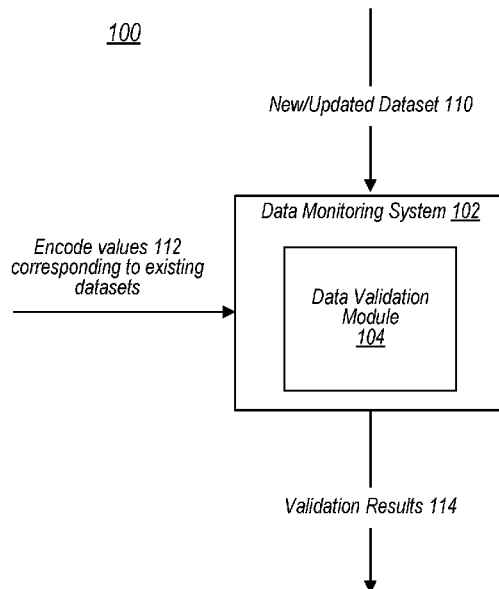 100
New/Updated Dataset 110
Data Monitoring System 102
Encode values 112
corresponding to existing
datasets
Data Validation
Module
104
Validation Results 114